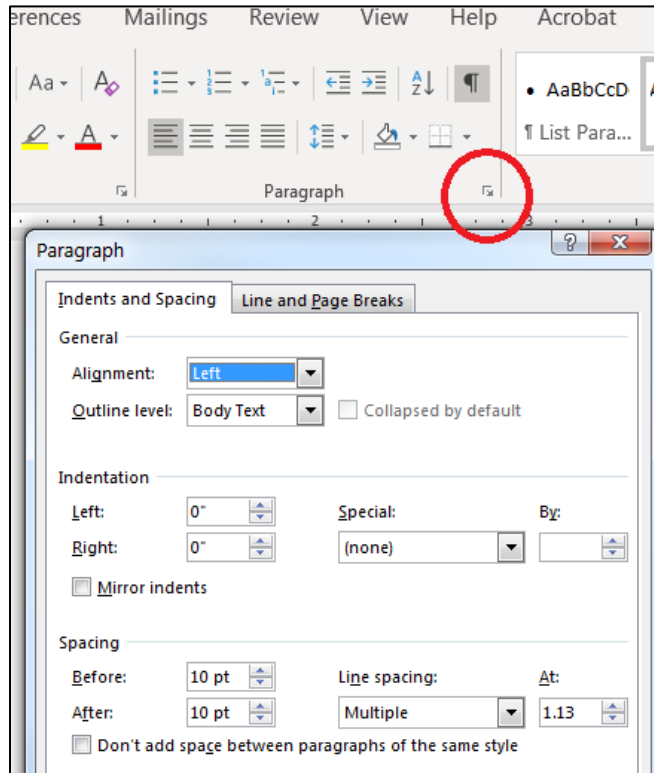 erences Mailings Review View Help Acrobat
Aa A
A AaBbCcD
¶ List Para...
Paragraph
1 2 3
Paragraph
Indents and Spacing Line and Page Breaks
General
Alignment: Left
Outline level: Body Text Collapsed by default
Indentation
Left: 0" Special: By:
Right: 0" (none)
Mirror indents
Spacing
Before: 10 pt Line spacing: At:
After: 10 pt Multiple 1.13
Don't add space between paragraphs of the same style